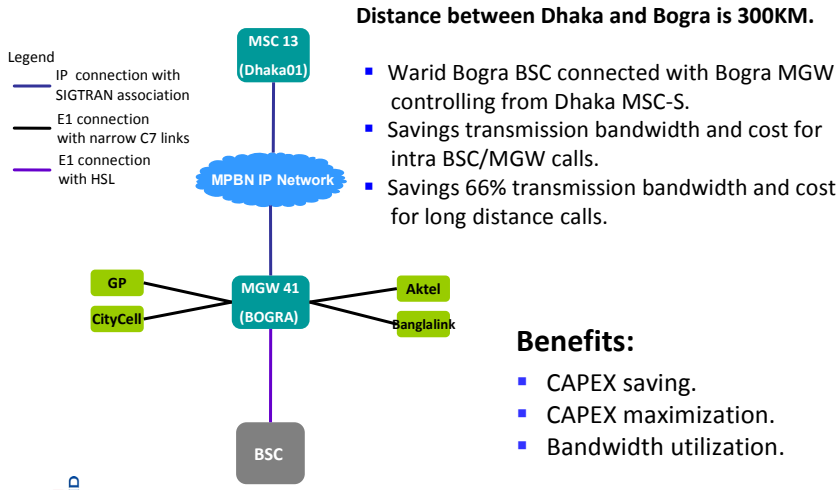 Distance between Dhaka and Bogra is 300KM.
MSC 13
(Dhaka01)
Legend
IP connection with
SIGTRAN association
E1 connection
with narrow C7 links
E1 connection
with HSL
MPBN IP Network
Warid Bogra BSC connected with Bogra MGW
controlling from Dhaka MSC-S.
Savings transmission bandwidth and cost for
intra BSC/MGW calls.
Savings 66% transmission bandwidth and cost
for long distance calls.
GP
CityCell
MGW 41
(BOGRA)
Aktel
Banglalink
BSC
Benefits:
CAPEX saving.
CAPEX maximization.
Bandwidth utilization.
D